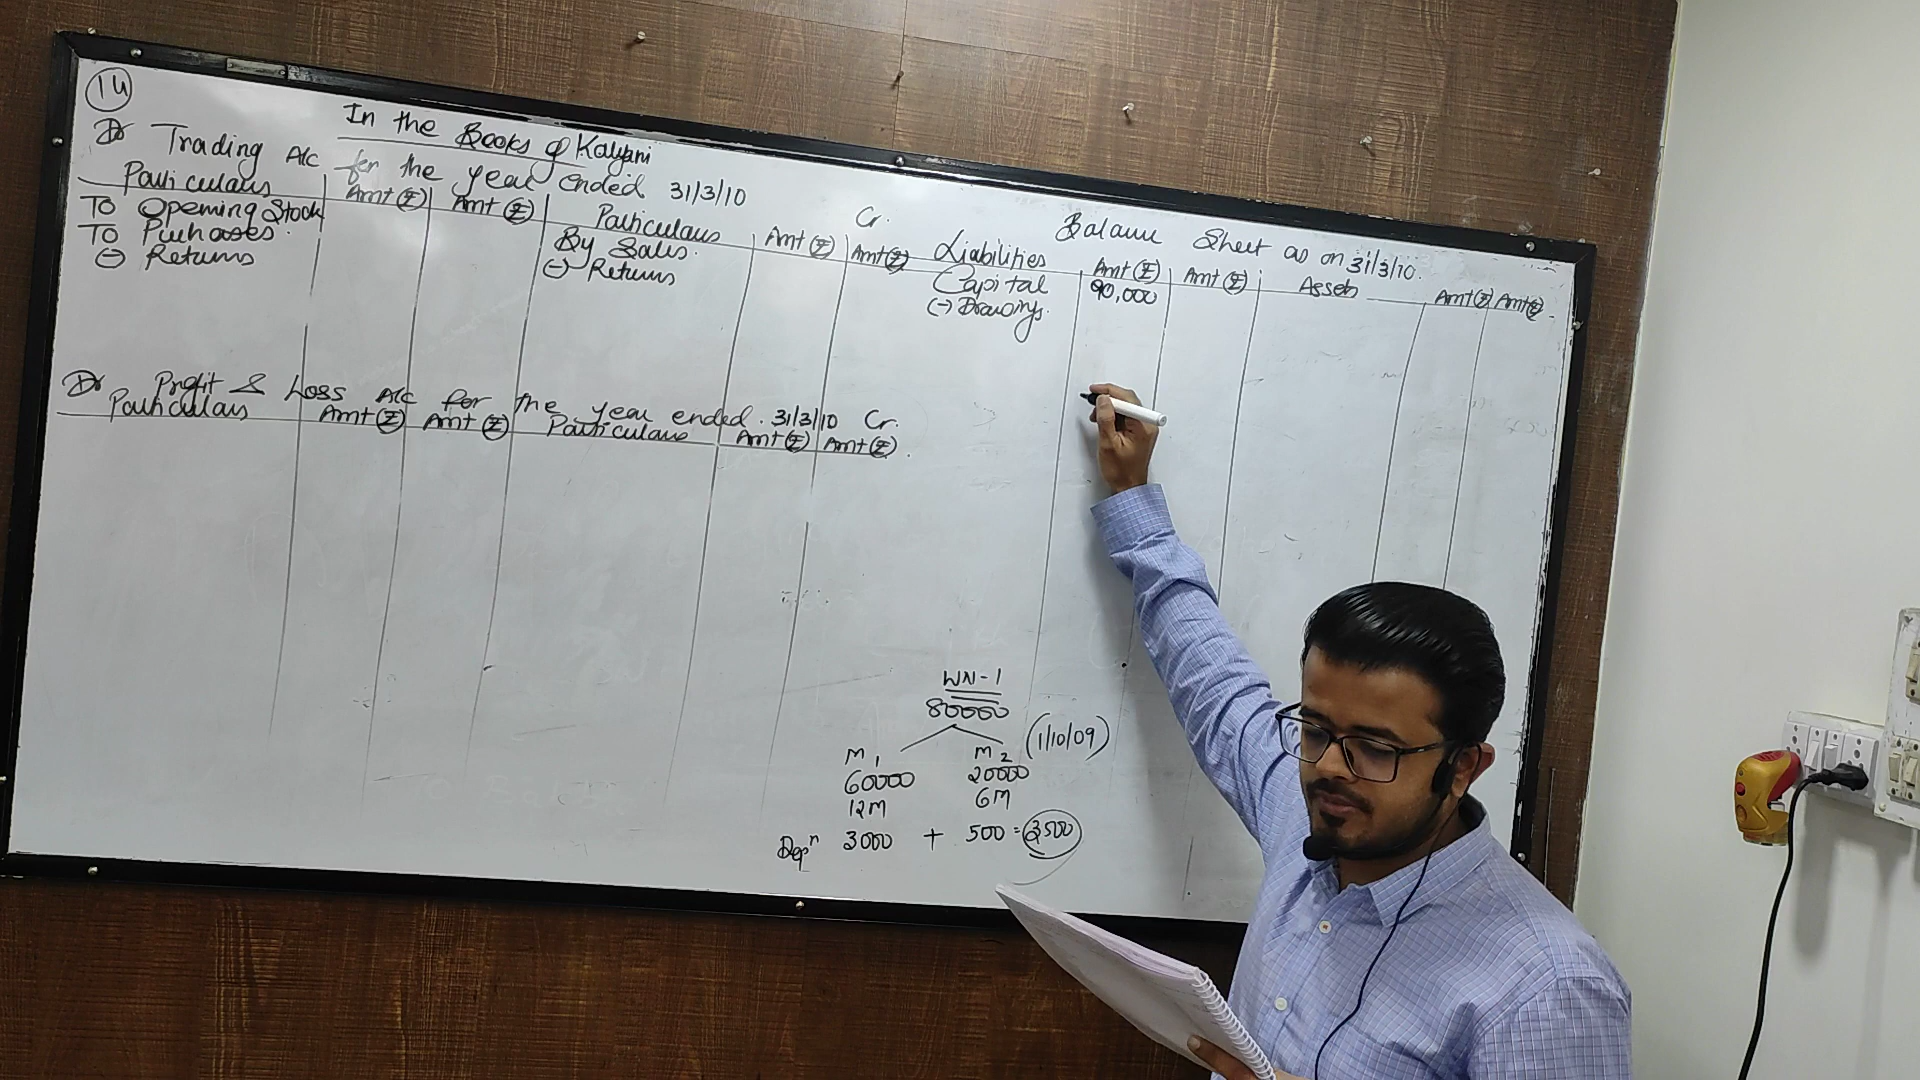 14
In the Books of Kalyani
Dr Trading A/c for the year ended 31/3/10 Cr.
Particulars Amt (₹) Amt (₹) Particulars Amt (₹) Amt (₹)
To Opening Stock
To Purchases.
(-) Returns
By Sales.
(-) Returns
Dr Profit & Loss A/c for the year ended. 31/3/10 Cr.
Particulars Amt (₹) Amt (₹) Particulars Amt (₹) Amt (₹).
Balance Sheet as on 31/3/10.
Liabilities Amt (₹) Amt (₹) Assets Amt (₹) Amt (₹)
Capital 90,000
(-) Drawings.
WN-1
80000
M1 M2 (1/10/09)
60000 20000
12M 6M
Depn 3000 + 500 = 3500